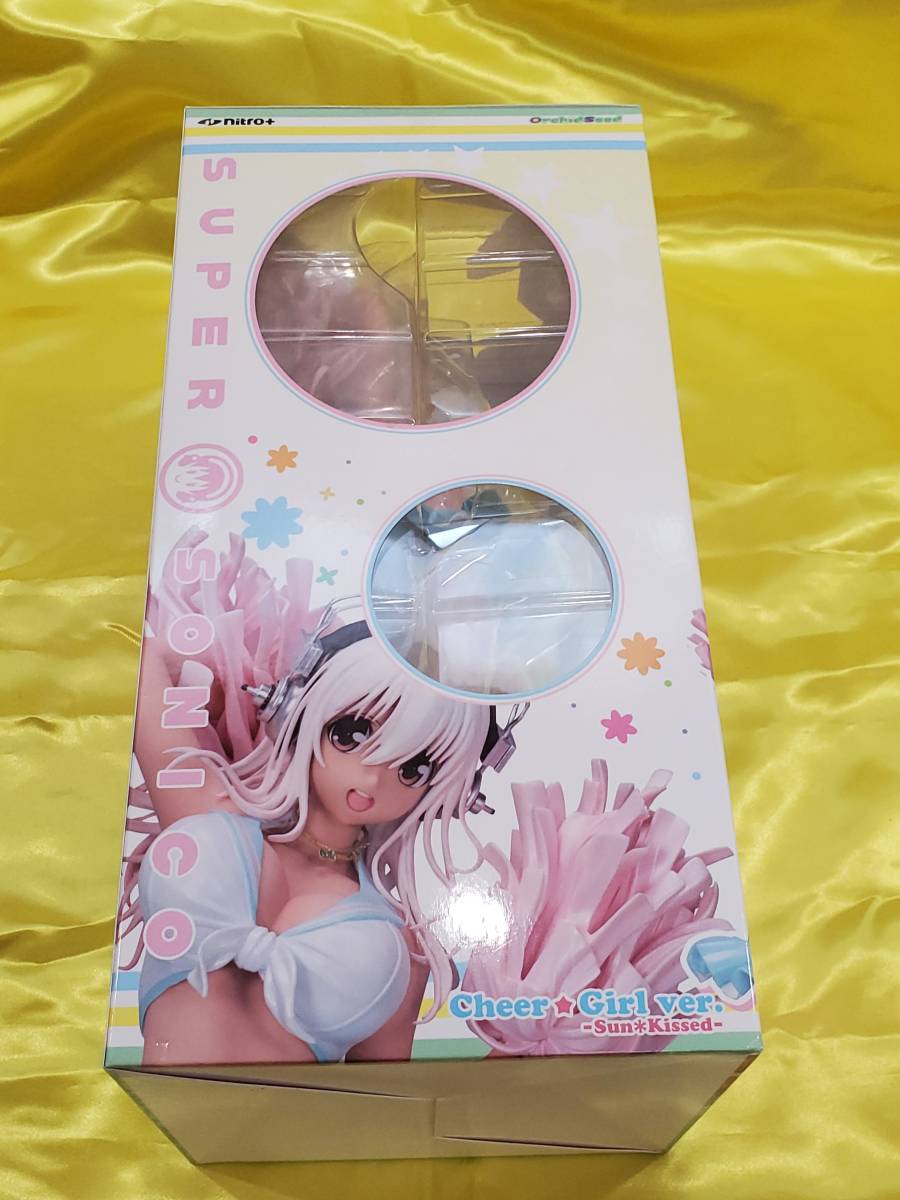 nitro+
OrchidSeed
SUPER SONICO
Cheer★Girl ver.
-Sun*Kissed-